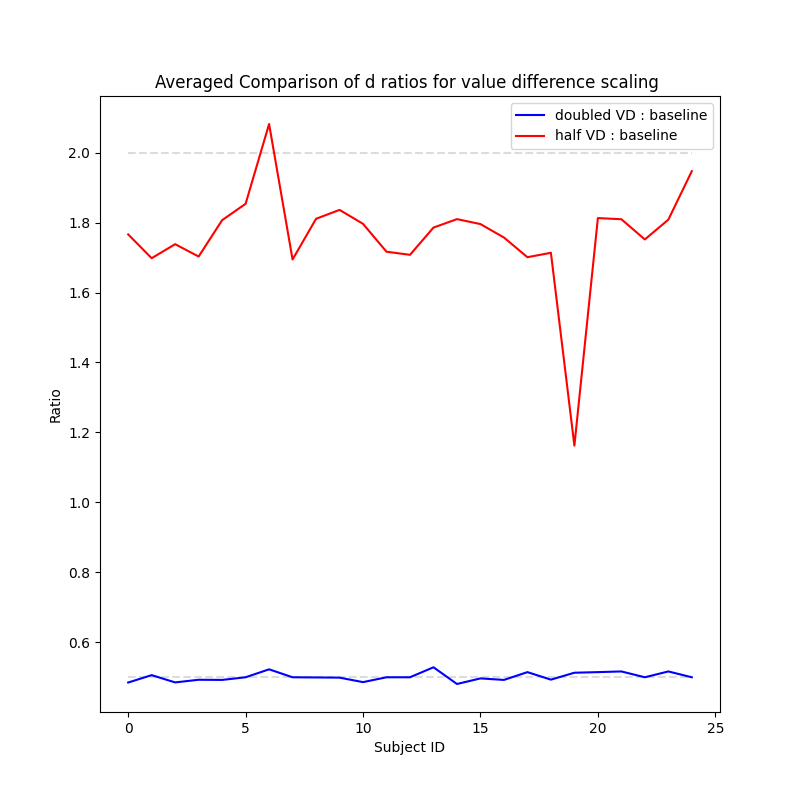 Averaged Comparison of d ratios for value difference scaling
doubled VD : baseline
half VD : baseline
2.0
1.8
1.6
1.4
1.2
1.0
0.8
0.6
Ratio
0 5 10 15 20 25
Subject ID